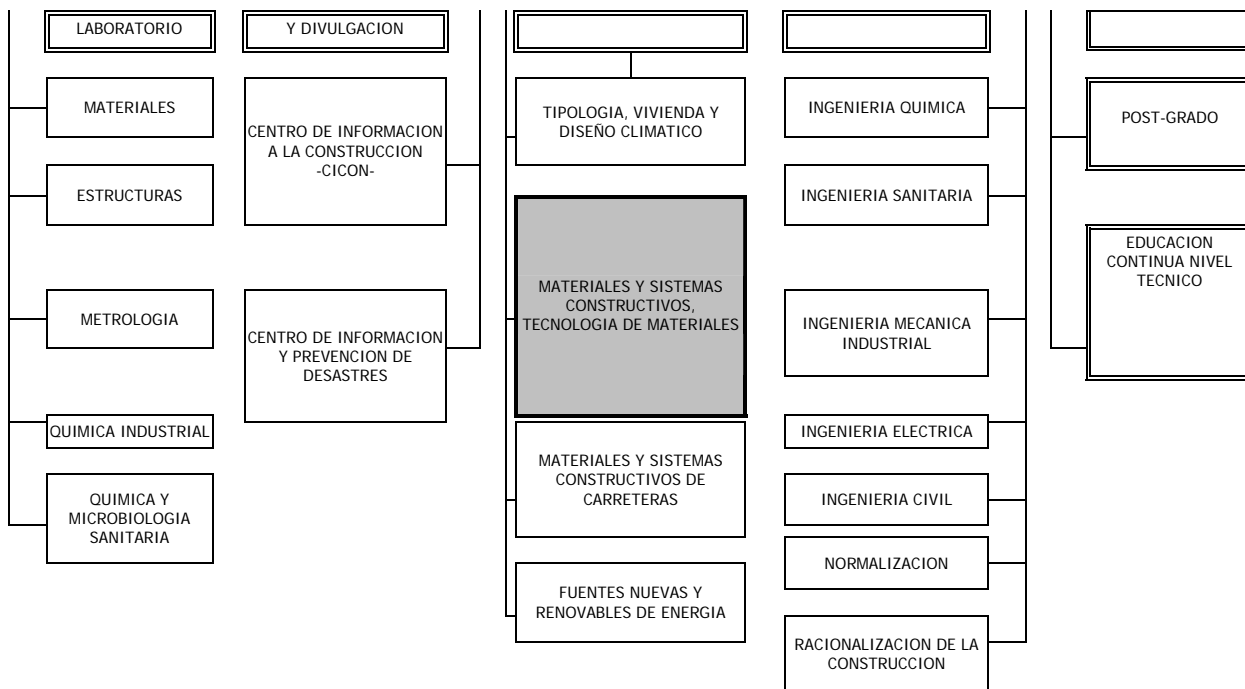 LABORATORIO
MATERIALES
ESTRUCTURAS
METROLOGIA
QUIMICA INDUSTRIAL
QUIMICA Y
MICROBIOLOGIA
SANITARIA
Y DIVULGACION
CENTRO DE INFORMACION
A LA CONSTRUCCION
-CICON-
CENTRO DE INFORMACION
Y PREVENCION DE
DESASTRES
TIPOLOGIA, VIVIENDA Y
DISEÑO CLIMATICO
MATERIALES Y SISTEMAS
CONSTRUCTIVOS,
TECNOLOGIA DE MATERIALES
MATERIALES Y SISTEMAS
CONSTRUCTIVOS DE
CARRETERAS
FUENTES NUEVAS Y
RENOVABLES DE ENERGIA
INGENIERIA QUIMICA
INGENIERIA SANITARIA
INGENIERIA MECANICA
INDUSTRIAL
INGENIERIA ELECTRICA
INGENIERIA CIVIL
NORMALIZACION
RACIONALIZACION DE LA
CONSTRUCCION
POST-GRADO
EDUCACION
CONTINUA NIVEL
TECNICO